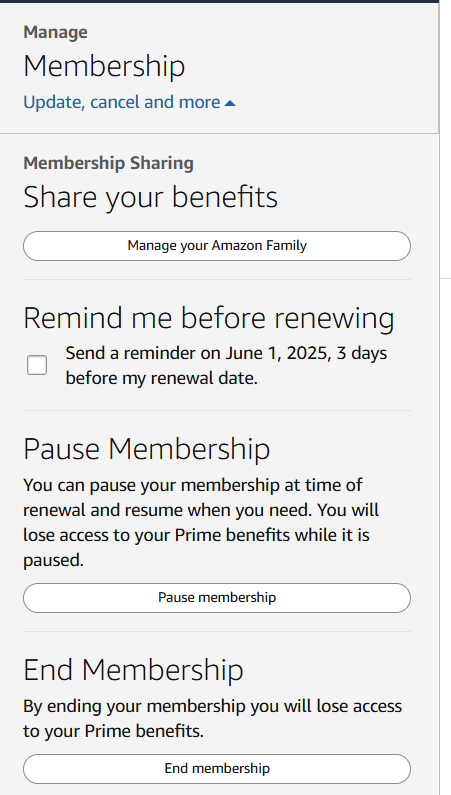 Manage
Membership
Update, cancel and more
Membership Sharing
Share your benefits
Manage your Amazon Family
Remind me before renewing
Send a reminder on June 1, 2025, 3 days
before my renewal date.
Pause Membership
You can pause your membership at time of
renewal and resume when you need. You will
lose access to your Prime benefits while it is
paused.
Pause membership
End Membership
By ending your membership you will lose access
to your Prime benefits.
End membership